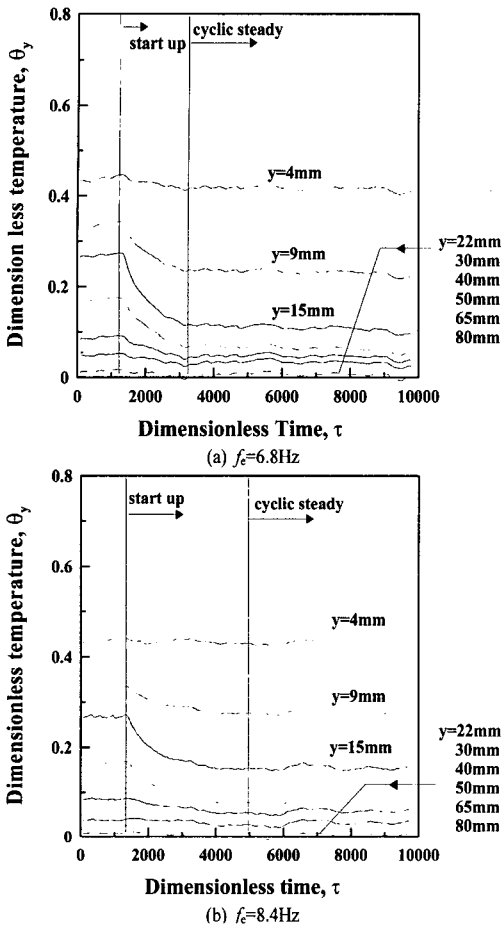 0.8
start up
cyclic steady
0.6
Dimension less temperature, θy
0.4
y=4mm
y=9mm
y=22mm
30mm
0.2
40mm
y=15mm
50mm
65mm
80mm
0
0 2000 4000 6000 8000 10000
Dimensionless Time, τ
(a) fe=6.8Hz
0.8
start up
cyclic steady
0.6
Dimensionless temperature, θy
y=4mm
0.4
y=9mm
y=22mm
0.2
y=15mm
30mm
40mm
50mm
65mm
80mm
0
0 2000 4000 6000 8000 10000
Dimensionless time, τ
(b) fe=8.4Hz